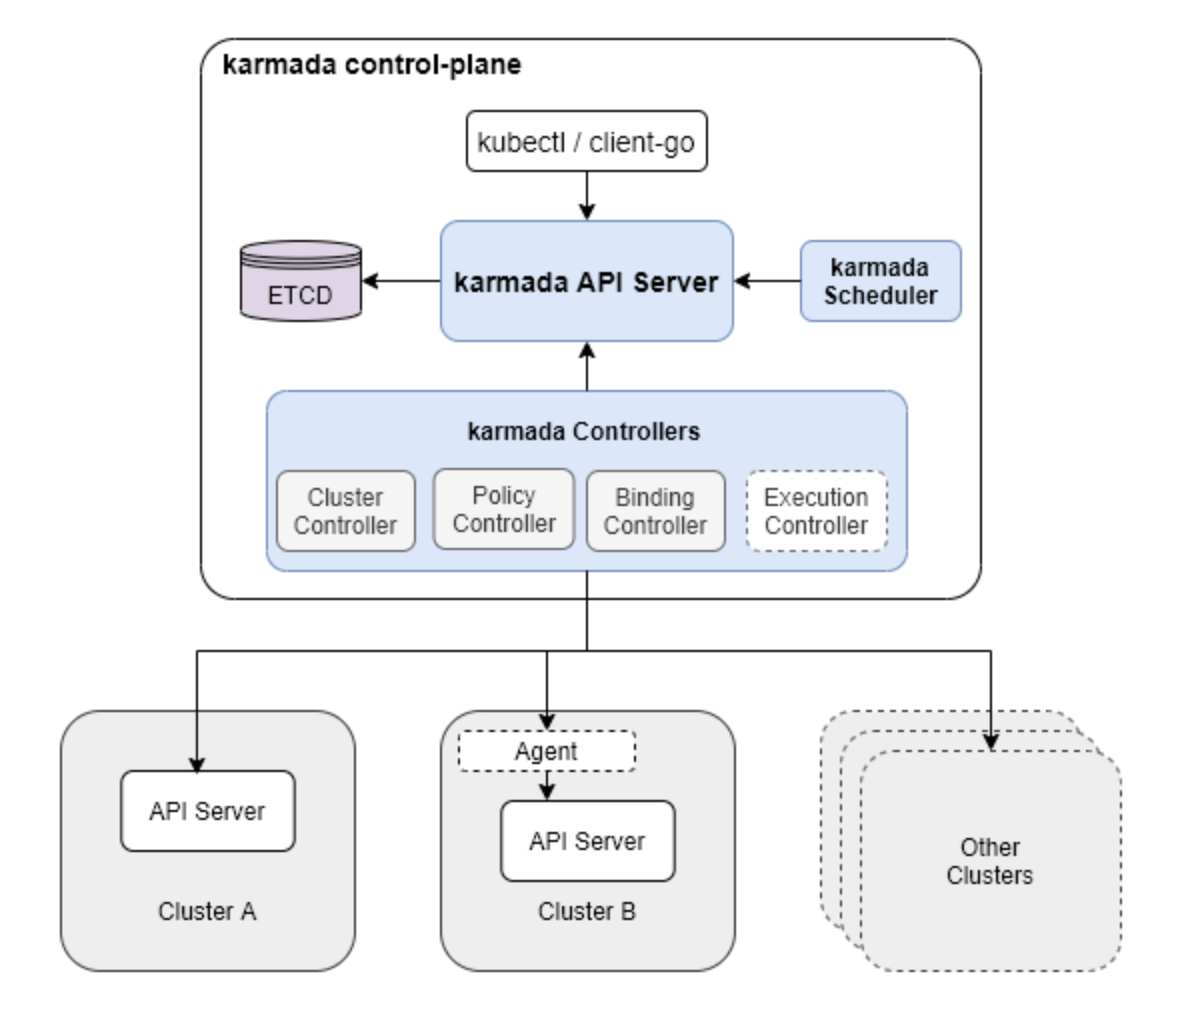 karmada control-plane
kubectl / client-go
ETCD
karmada API Server
karmada
Scheduler
karmada Controllers
Cluster
Controller
Policy
Controller
Binding
Controller
Execution
Controller
API Server
Cluster A
Agent
API Server
Cluster B
Other
Clusters